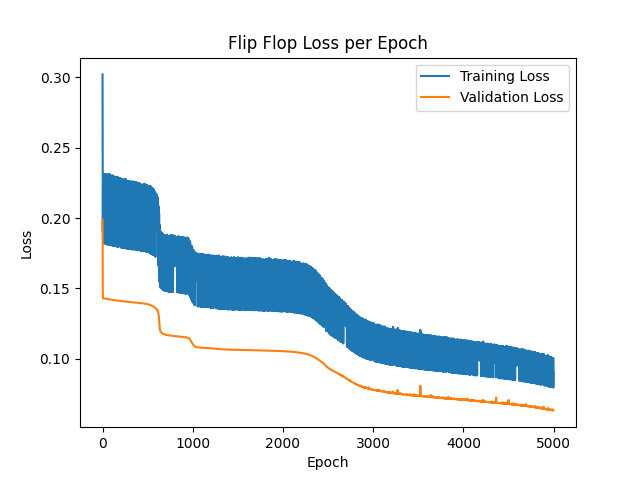 Flip Flop Loss per Epoch
Training Loss
Validation Loss
0.30
0.25
0.20
0.15
0.10
Loss
0
1000
2000
3000
4000
5000
Epoch